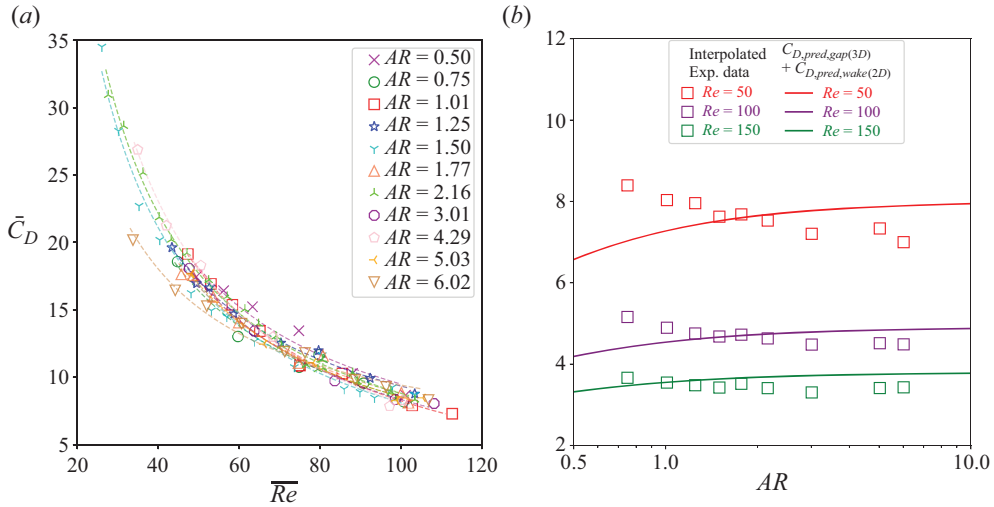 (a)
35
30
25
20
15
10
5
C̄_D
20
40
60
80
100
120
R̅e̅
AR = 0.50
AR = 0.75
AR = 1.01
AR = 1.25
AR = 1.50
AR = 1.77
AR = 2.16
AR = 3.01
AR = 4.29
AR = 5.03
AR = 6.02
(b)
12
10
8
6
4
2
0.5
1.0
10.0
AR
Interpolated
Exp. data
Re = 50
Re = 100
Re = 150
C_{D,pred,gap(3D)}
+ C_{D,pred,wake(2D)}
Re = 50
Re = 100
Re = 150